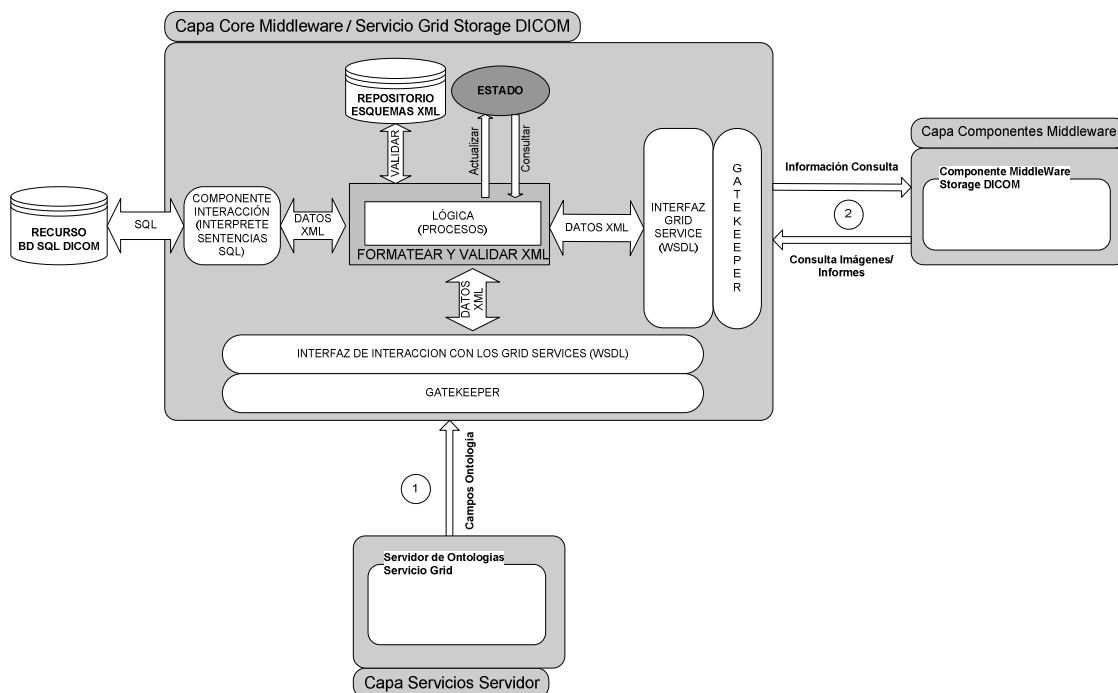 Capa Core Middleware / Servicio Grid Storage DICOM
REPOSITORIO
ESQUEMAS XML
ESTADO
VALIDAR
Actualizar
Consultar
RECURSO
BD SQL DICOM
SQL
COMPONENTE
INTERACCIÓN
(INTERPRETE
SENTENCIAS
SQL)
DATOS
XML
LÓGICA
(PROCESOS)
FORMATEAR Y VALIDAR XML
DATOS XML
INTERFAZ
GRID
SERVICE
(WSDL)
GATEKEEPER
DATOS
XML
INTERFAZ DE INTERACCION CON LOS GRID SERVICES (WSDL)
GATEKEEPER
Información Consulta
2
Consulta Imágenes/
Informes
Capa Componentes Middleware
Componente MiddleWare
Storage DICOM
1
Campos Ontología
Servidor de Ontologias
Servicio Grid
Capa Servicios Servidor